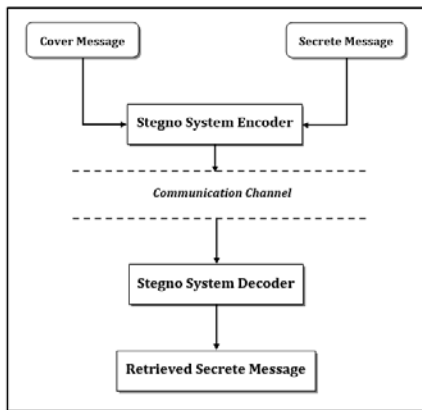 Cover Message
Secrete Message
Stegno System Encoder
Communication Channel
Stegno System Decoder
Retrieved Secrete Message